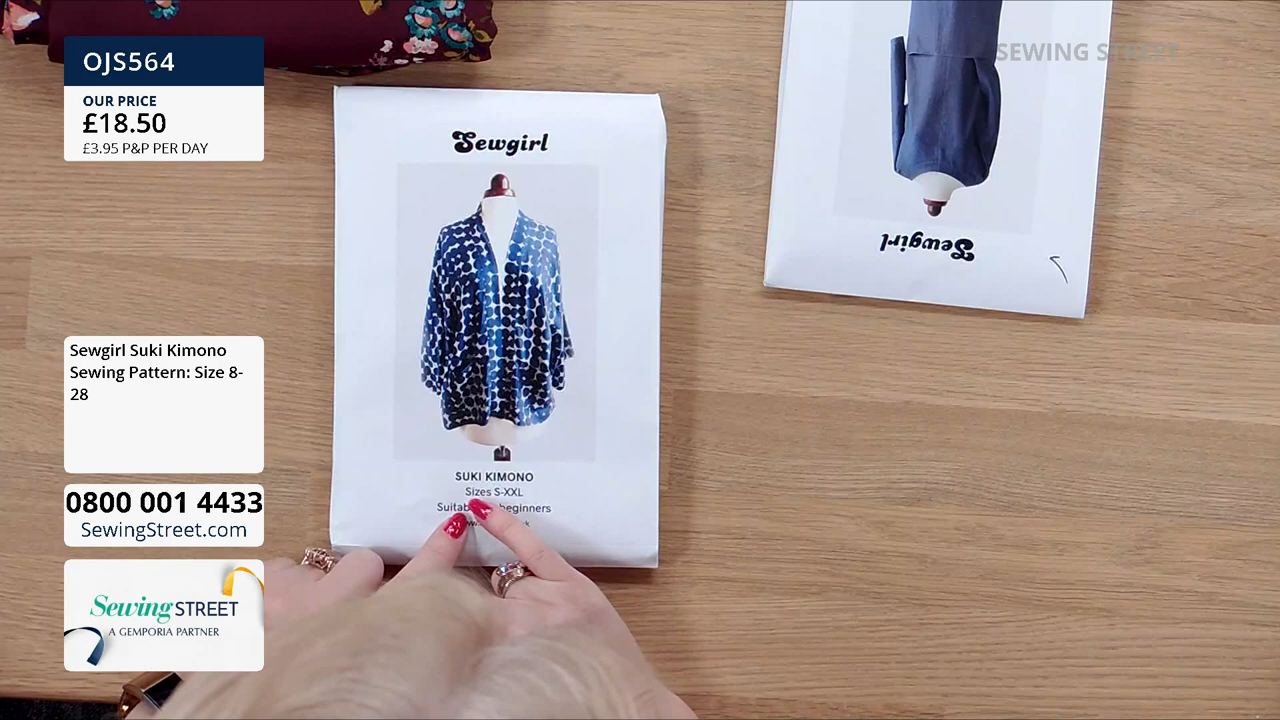 OJS564
OUR PRICE
£18.50
£3.95 P&P PER DAY
Sewgirl Suki Kimono
Sewing Pattern: Size 8-
28
0800 001 4433
SewingStreet.com
Sewing STREET
A GEMPORIA PARTNER
Sewgirl
SUKI KIMONO
Sizes S-XXL
beginners
SEWING STREET
Sewgirl